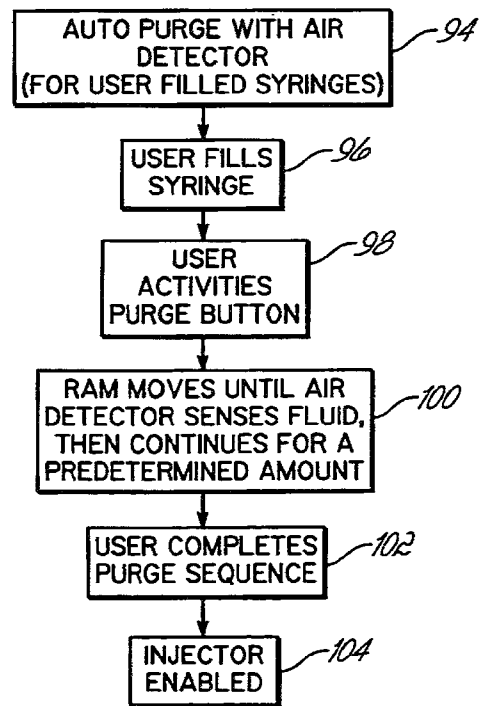 AUTO PURGE WITH AIR
DETECTOR
(FOR USER FILLED SYRINGES)
94
USER FILLS
SYRINGE
96
USER
ACTIVITIES
PURGE BUTTON
98
RAM MOVES UNTIL AIR
DETECTOR SENSES FLUID,
THEN CONTINUES FOR A
PREDETERMINED AMOUNT
100
USER COMPLETES
PURGE SEQUENCE
102
INJECTOR
ENABLED
104